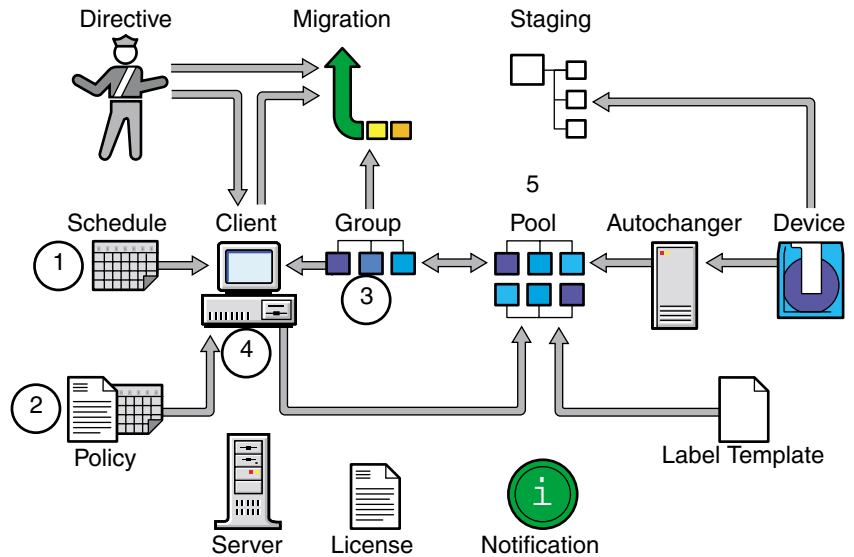 Directive
Migration
Staging
5
Schedule
Client
Group
Pool
Autochanger
Device
1
3
4
2
Policy
Label Template
i
Server
License
Notification